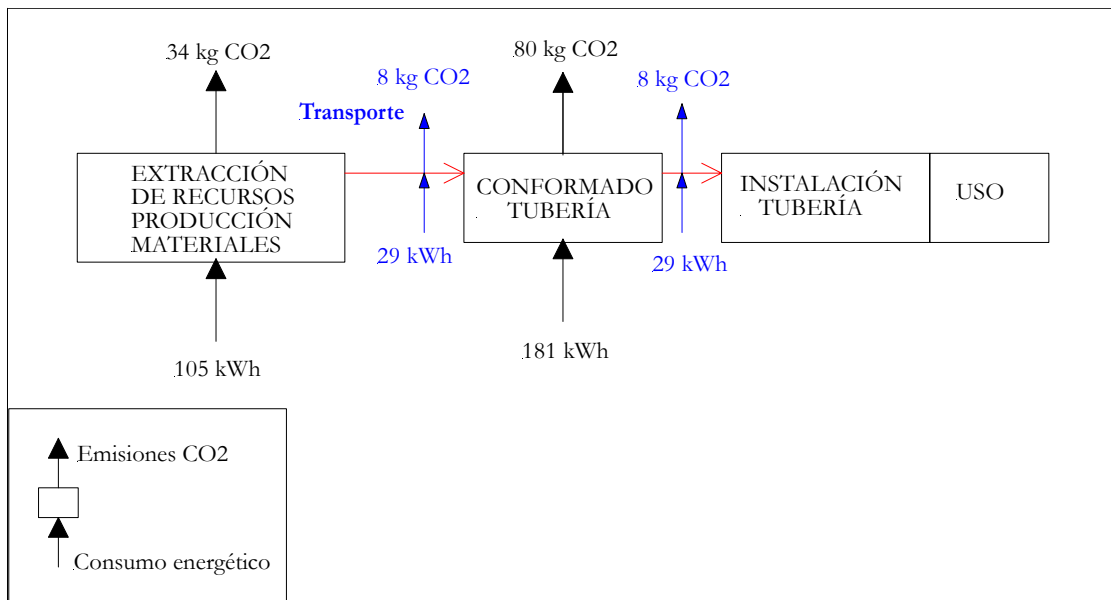 34 kg CO2
80 kg CO2
8 kg CO2
8 kg CO2
Transporte
EXTRACCIÓN
DE RECURSOS
PRODUCCIÓN
MATERIALES
CONFORMADO
TUBERÍA
INSTALACIÓN
TUBERÍA
USO
29 kWh
29 kWh
105 kWh
181 kWh
Emisiones CO2
Consumo energético